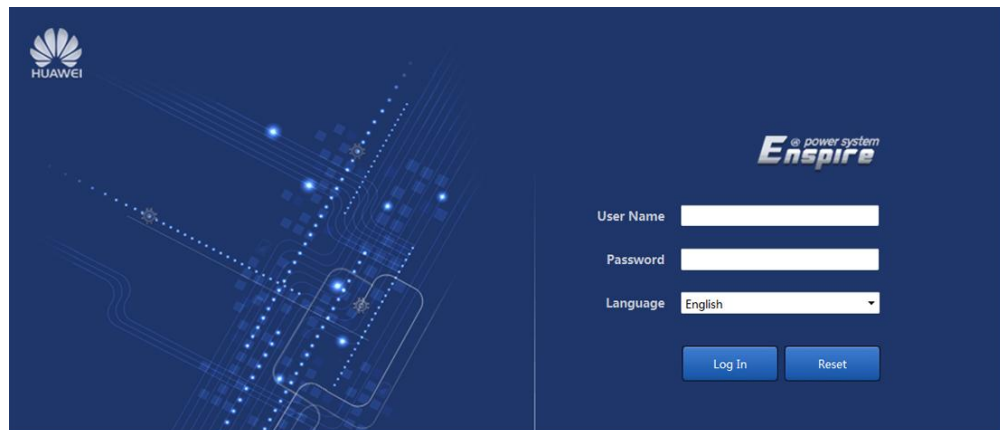 HUAWEI
power system
Enspire
User Name
Password
Language English
Log In Reset